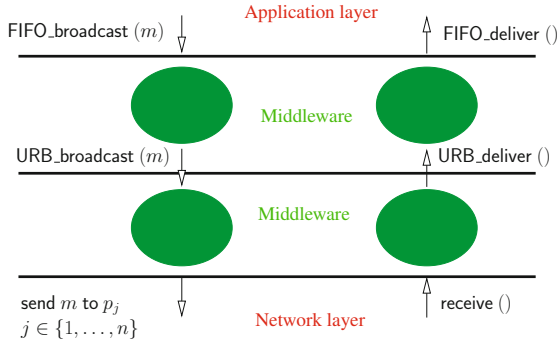 Application layer
FIFO_broadcast (m)
FIFO_deliver ()
Middleware
URB_broadcast (m)
URB_deliver ()
Middleware
send m to p_j
j ∈ {1, . . . , n}
receive ()
Network layer